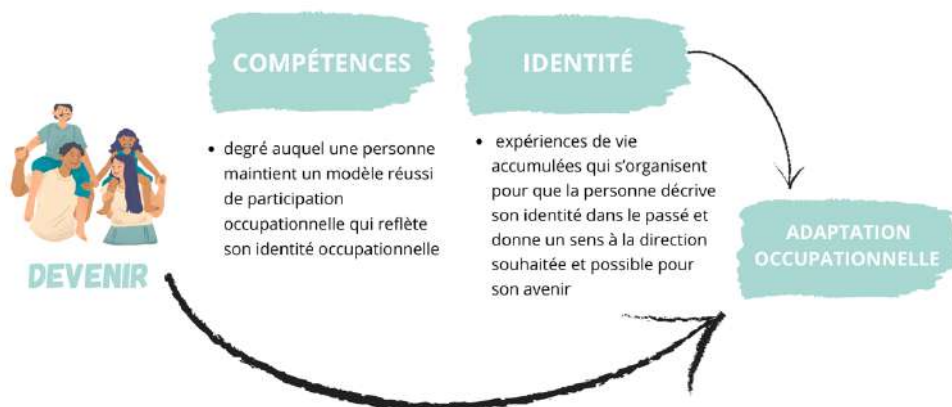 COMPÉTENCES
IDENTITÉ
• degré auquel une personne
maintient un modèle réussi
de participation
occupationnelle qui reflète
son identité occupationnelle
• expériences de vie
accumulées qui s’organisent
pour que la personne décrive
son identité dans le passé et
donne un sens à la direction
souhaitée et possible pour
son avenir
ADAPTATION
OCCUPATIONNELLE
DEVENIR